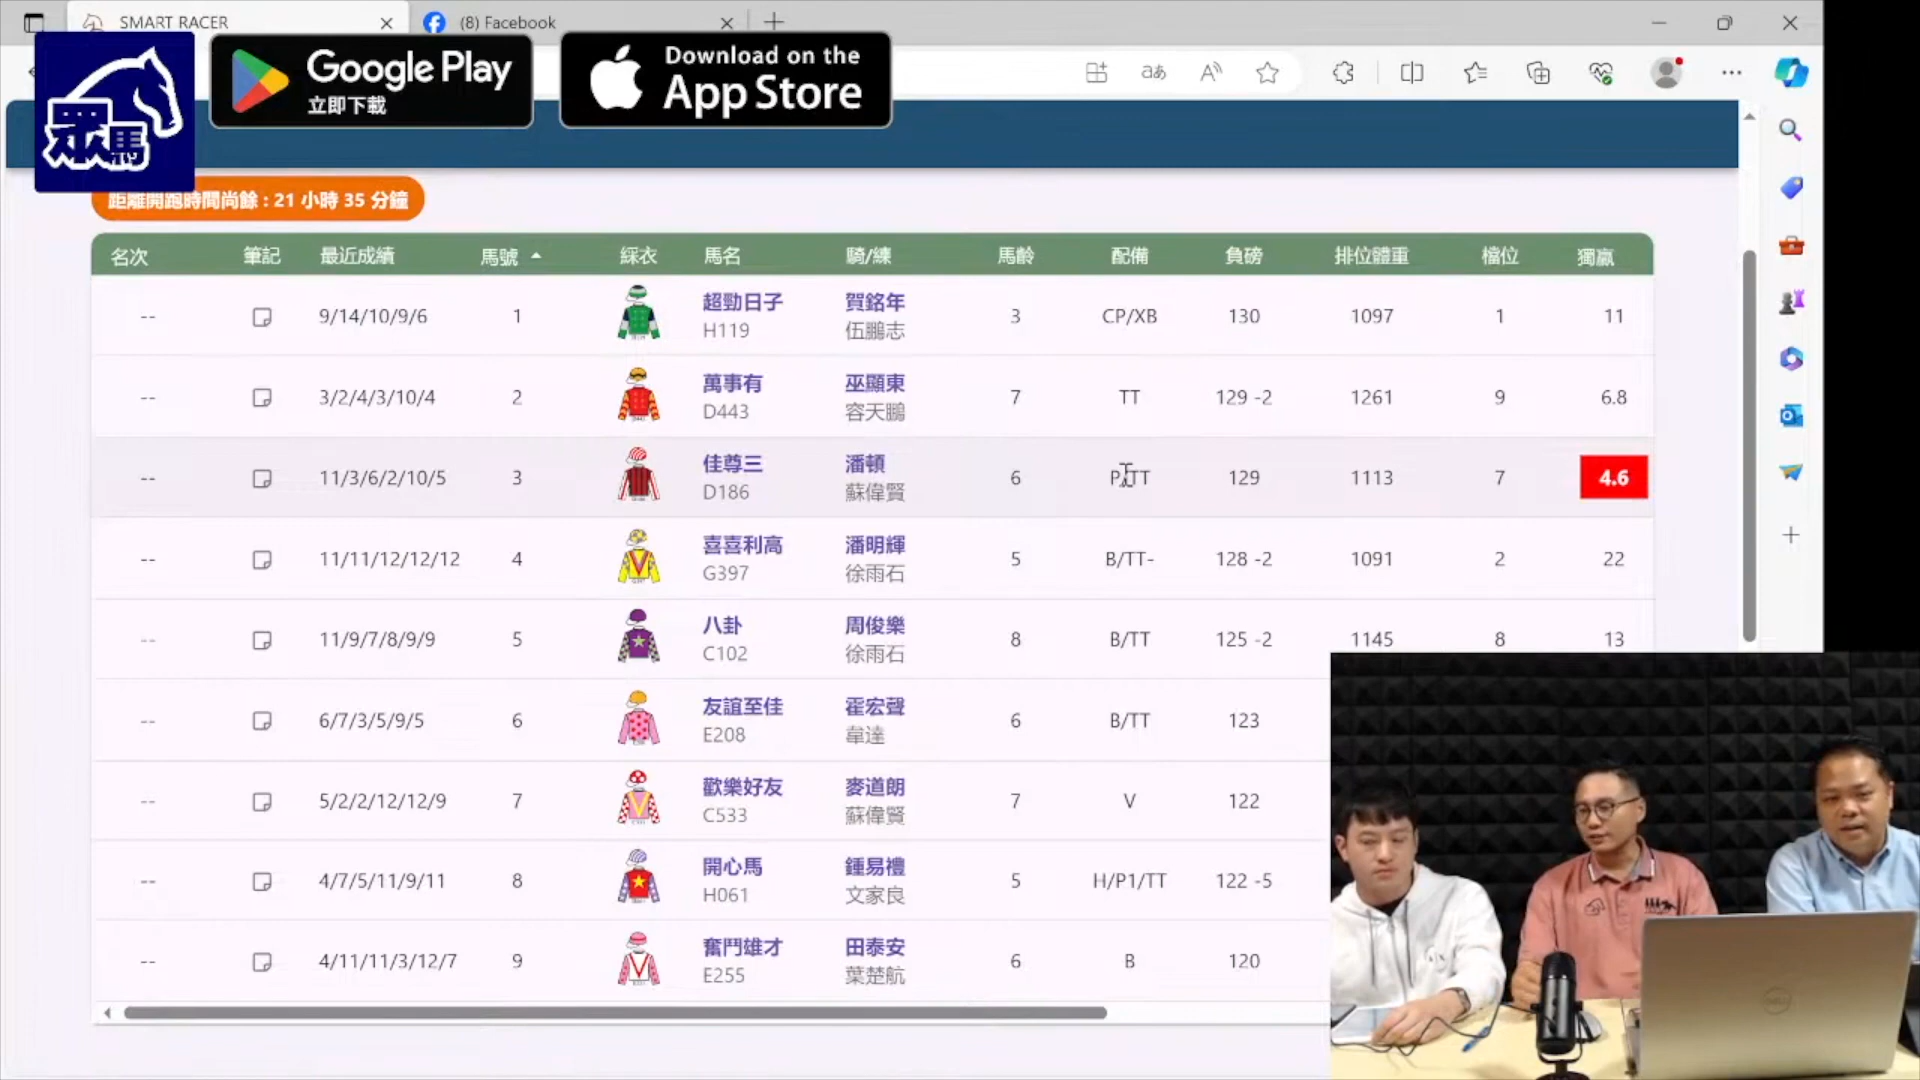 SMART RACER
(8) Facebook
Google Play
立即下載
Download on the
App Store
眾馬
距離開跑時間尚餘 : 21 小時 35 分鐘
名次 筆記 最近成績 馬號 綵衣 馬名 騎/練 馬齡 配備 負磅 排位體重 檔位 獨贏
-- 9/14/10/9/6 1 超勁日子 賀銘年 3 CP/XB 130 1097 1 11
H119 伍鵬志
-- 3/2/4/3/10/4 2 萬事有 巫顯東 7 TT 129 -2 1261 9 6.8
D443 容天鵬
-- 11/3/6/2/10/5 3 佳尊三 潘頓 6 P/TT 129 1113 7 4.6
D186 蘇偉賢
-- 11/11/12/12/12 4 喜喜利高 潘明輝 5 B/TT- 128 -2 1091 2 22
G397 徐雨石
-- 11/9/7/8/9/9 5 八卦 周俊樂 8 B/TT 125 -2 1145 8 13
C102 徐雨石
-- 6/7/3/5/9/5 6 友誼至佳 霍宏聲 6 B/TT 123
E208 韋達
-- 5/2/2/12/12/9 7 歡樂好友 麥道朗 7 V 122
C533 蘇偉賢
-- 4/7/5/11/9/11 8 開心馬 鍾易禮 5 H/P1/TT 122 -5
H061 文家良
-- 4/11/11/3/12/7 9 奮鬥雄才 田泰安 6 B 120
E255 葉楚航
DELL